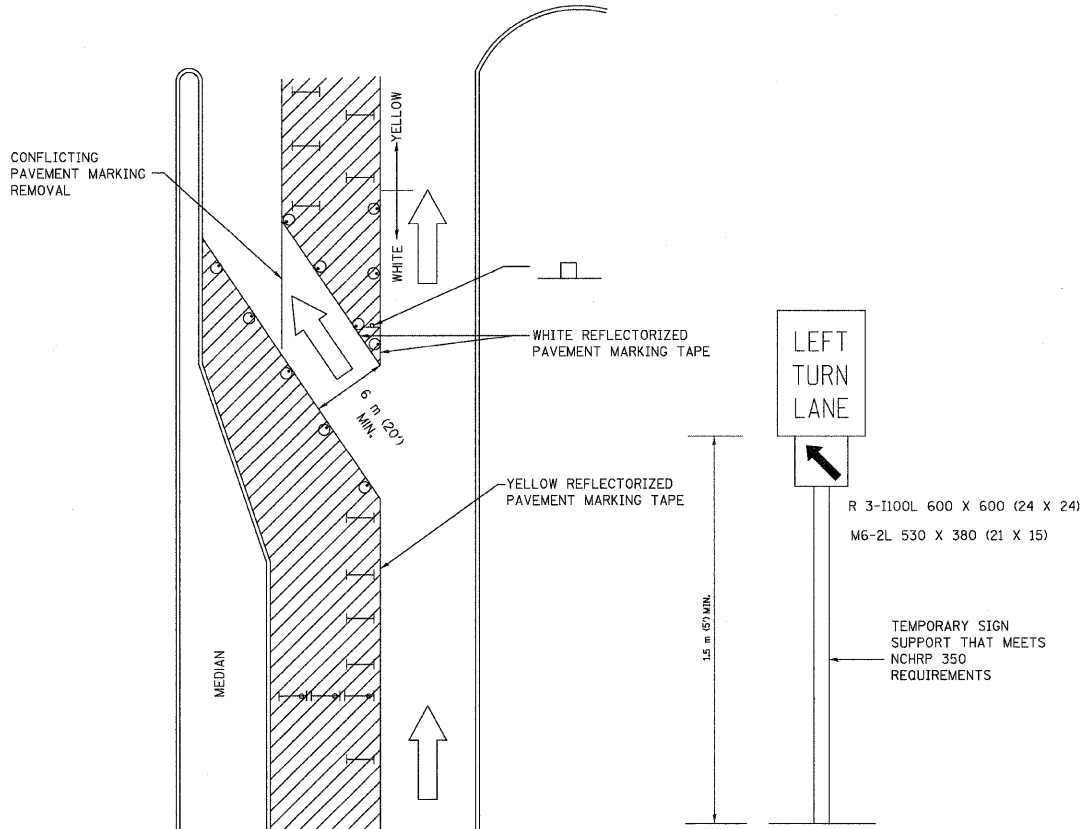 CONFLICTING
PAVEMENT MARKING
REMOVAL
YELLOW
WHITE
WHITE REFLECTORIZED
PAVEMENT MARKING TAPE
6 m (20')
MIN.
YELLOW REFLECTORIZED
PAVEMENT MARKING TAPE
MEDIAN
LEFT
TURN
LANE
R 3-I100L 600 X 600 (24 X 24)
M6-2L 530 X 380 (21 X 15)
1.5 m (5') MIN.
TEMPORARY SIGN
SUPPORT THAT MEETS
NCHRP 350
REQUIREMENTS